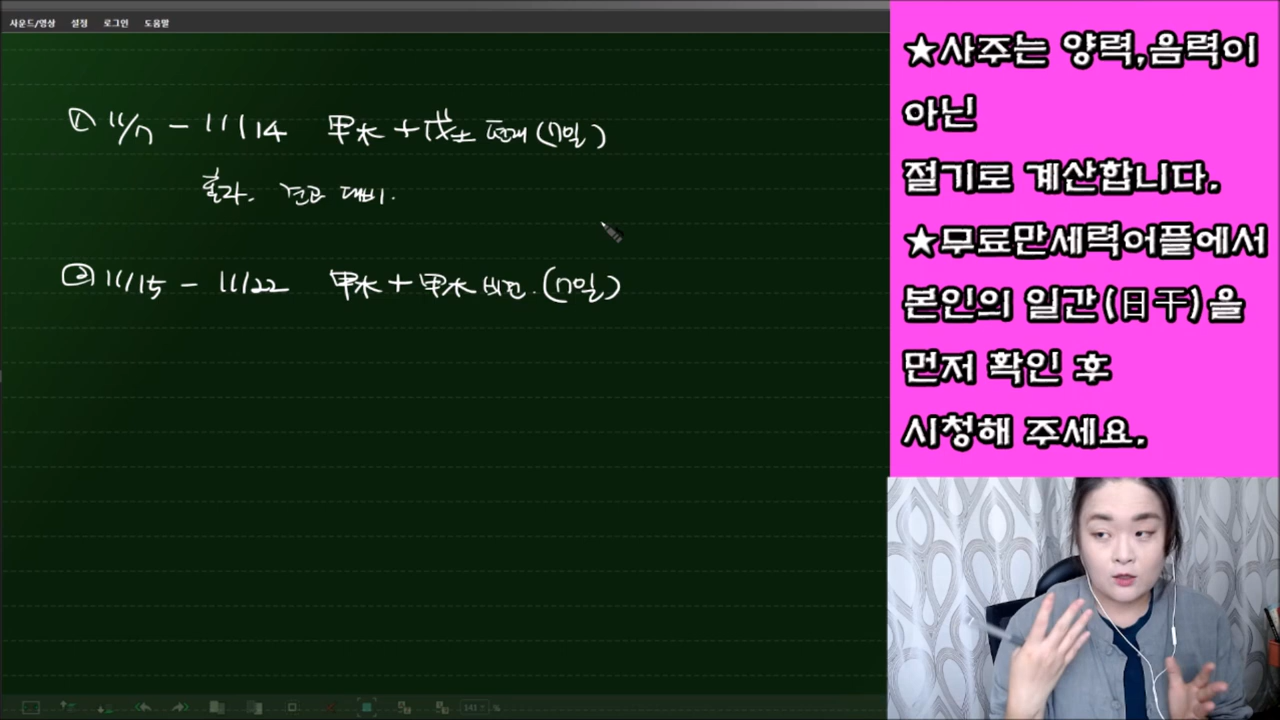 사운드/영상 설정 로그인 도움말
① 11/7 - 11/14 甲木 + 戊土 편재 (7일)
결과 대비.
② 11/15 - 11/22 甲木 + 甲木 비견. (7일)
★사주는 양력,음력이
아닌
절기로 계산합니다.
★무료만세력어플에서
본인의 일간(日干)을
먼저 확인 후
시청해 주세요.
141 %